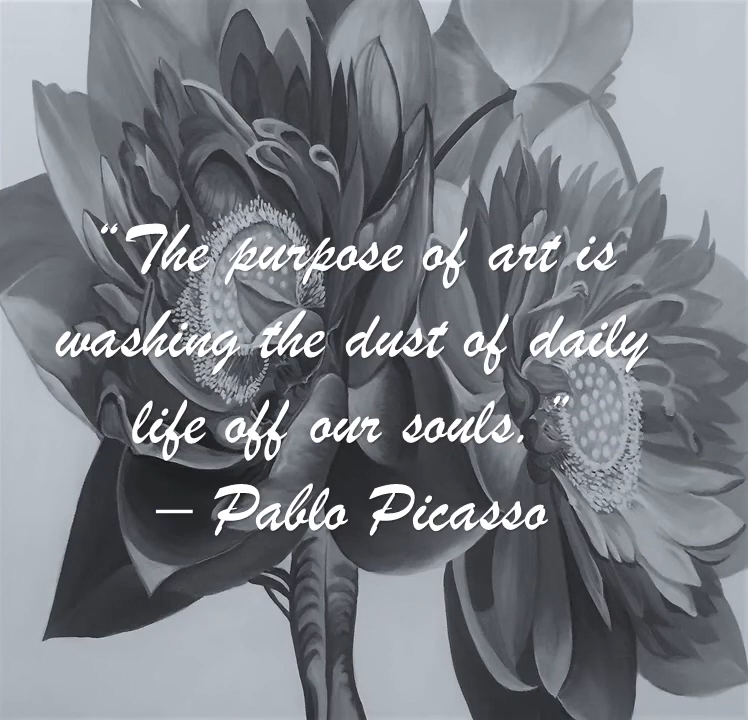 “The purpose of art is
washing the dust of daily
life off our souls.”
– Pablo Picasso